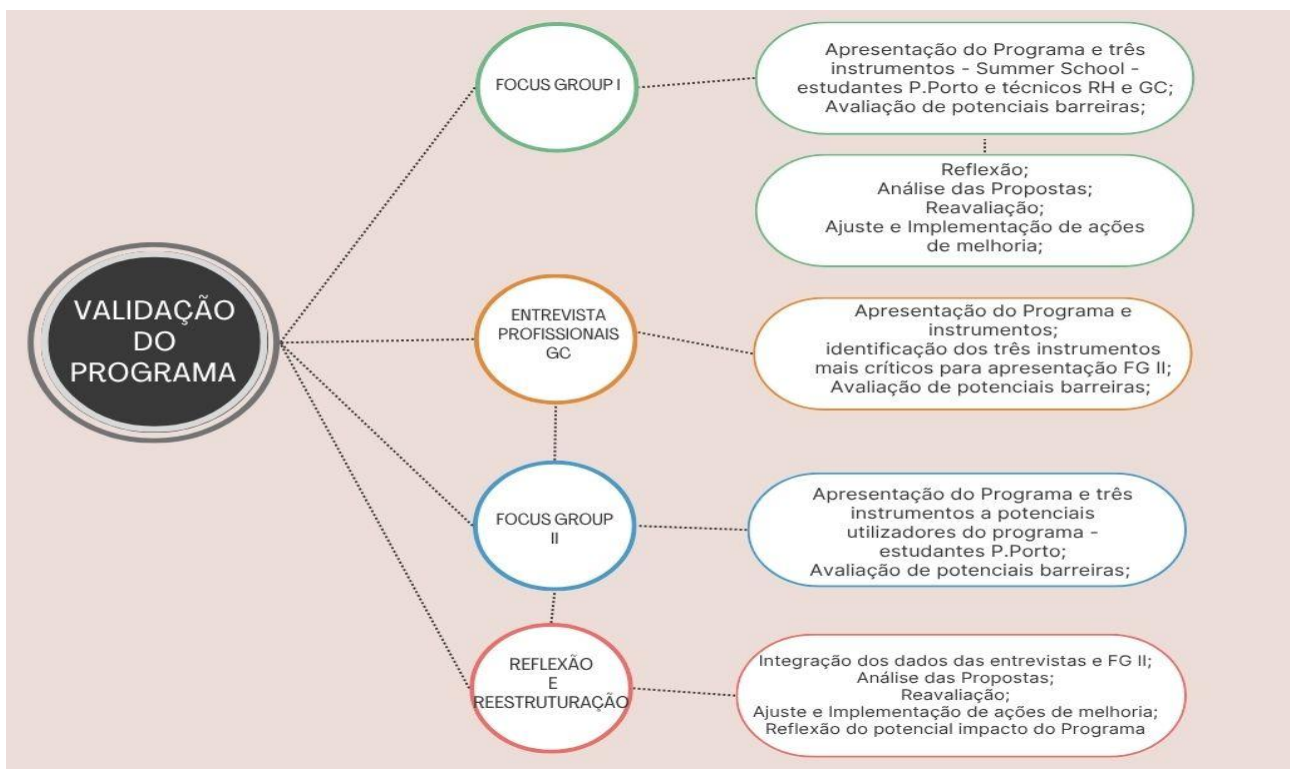 VALIDAÇÃO
DO
PROGRAMA
FOCUS GROUP I
Apresentação do Programa e três
instrumentos - Summer School -
estudantes P.Porto e técnicos RH e GC;
Avaliação de potenciais barreiras;
Reflexão;
Análise das Propostas;
Reavaliação;
Ajuste e Implementação de ações
de melhoria;
ENTREVISTA
PROFISSIONAIS
GC
Apresentação do Programa e
instrumentos;
identificação dos três instrumentos
mais críticos para apresentação FG II;
Avaliação de potenciais barreiras;
FOCUS GROUP
II
Apresentação do Programa e três
instrumentos a potenciais
utilizadores do programa -
estudantes P.Porto;
Avaliação de potenciais barreiras;
REFLEXÃO
E
REESTRUTURAÇÃO
Integração dos dados das entrevistas e FG II;
Análise das Propostas;
Reavaliação;
Ajuste e Implementação de ações de melhoria;
Reflexão do potencial impacto do Programa